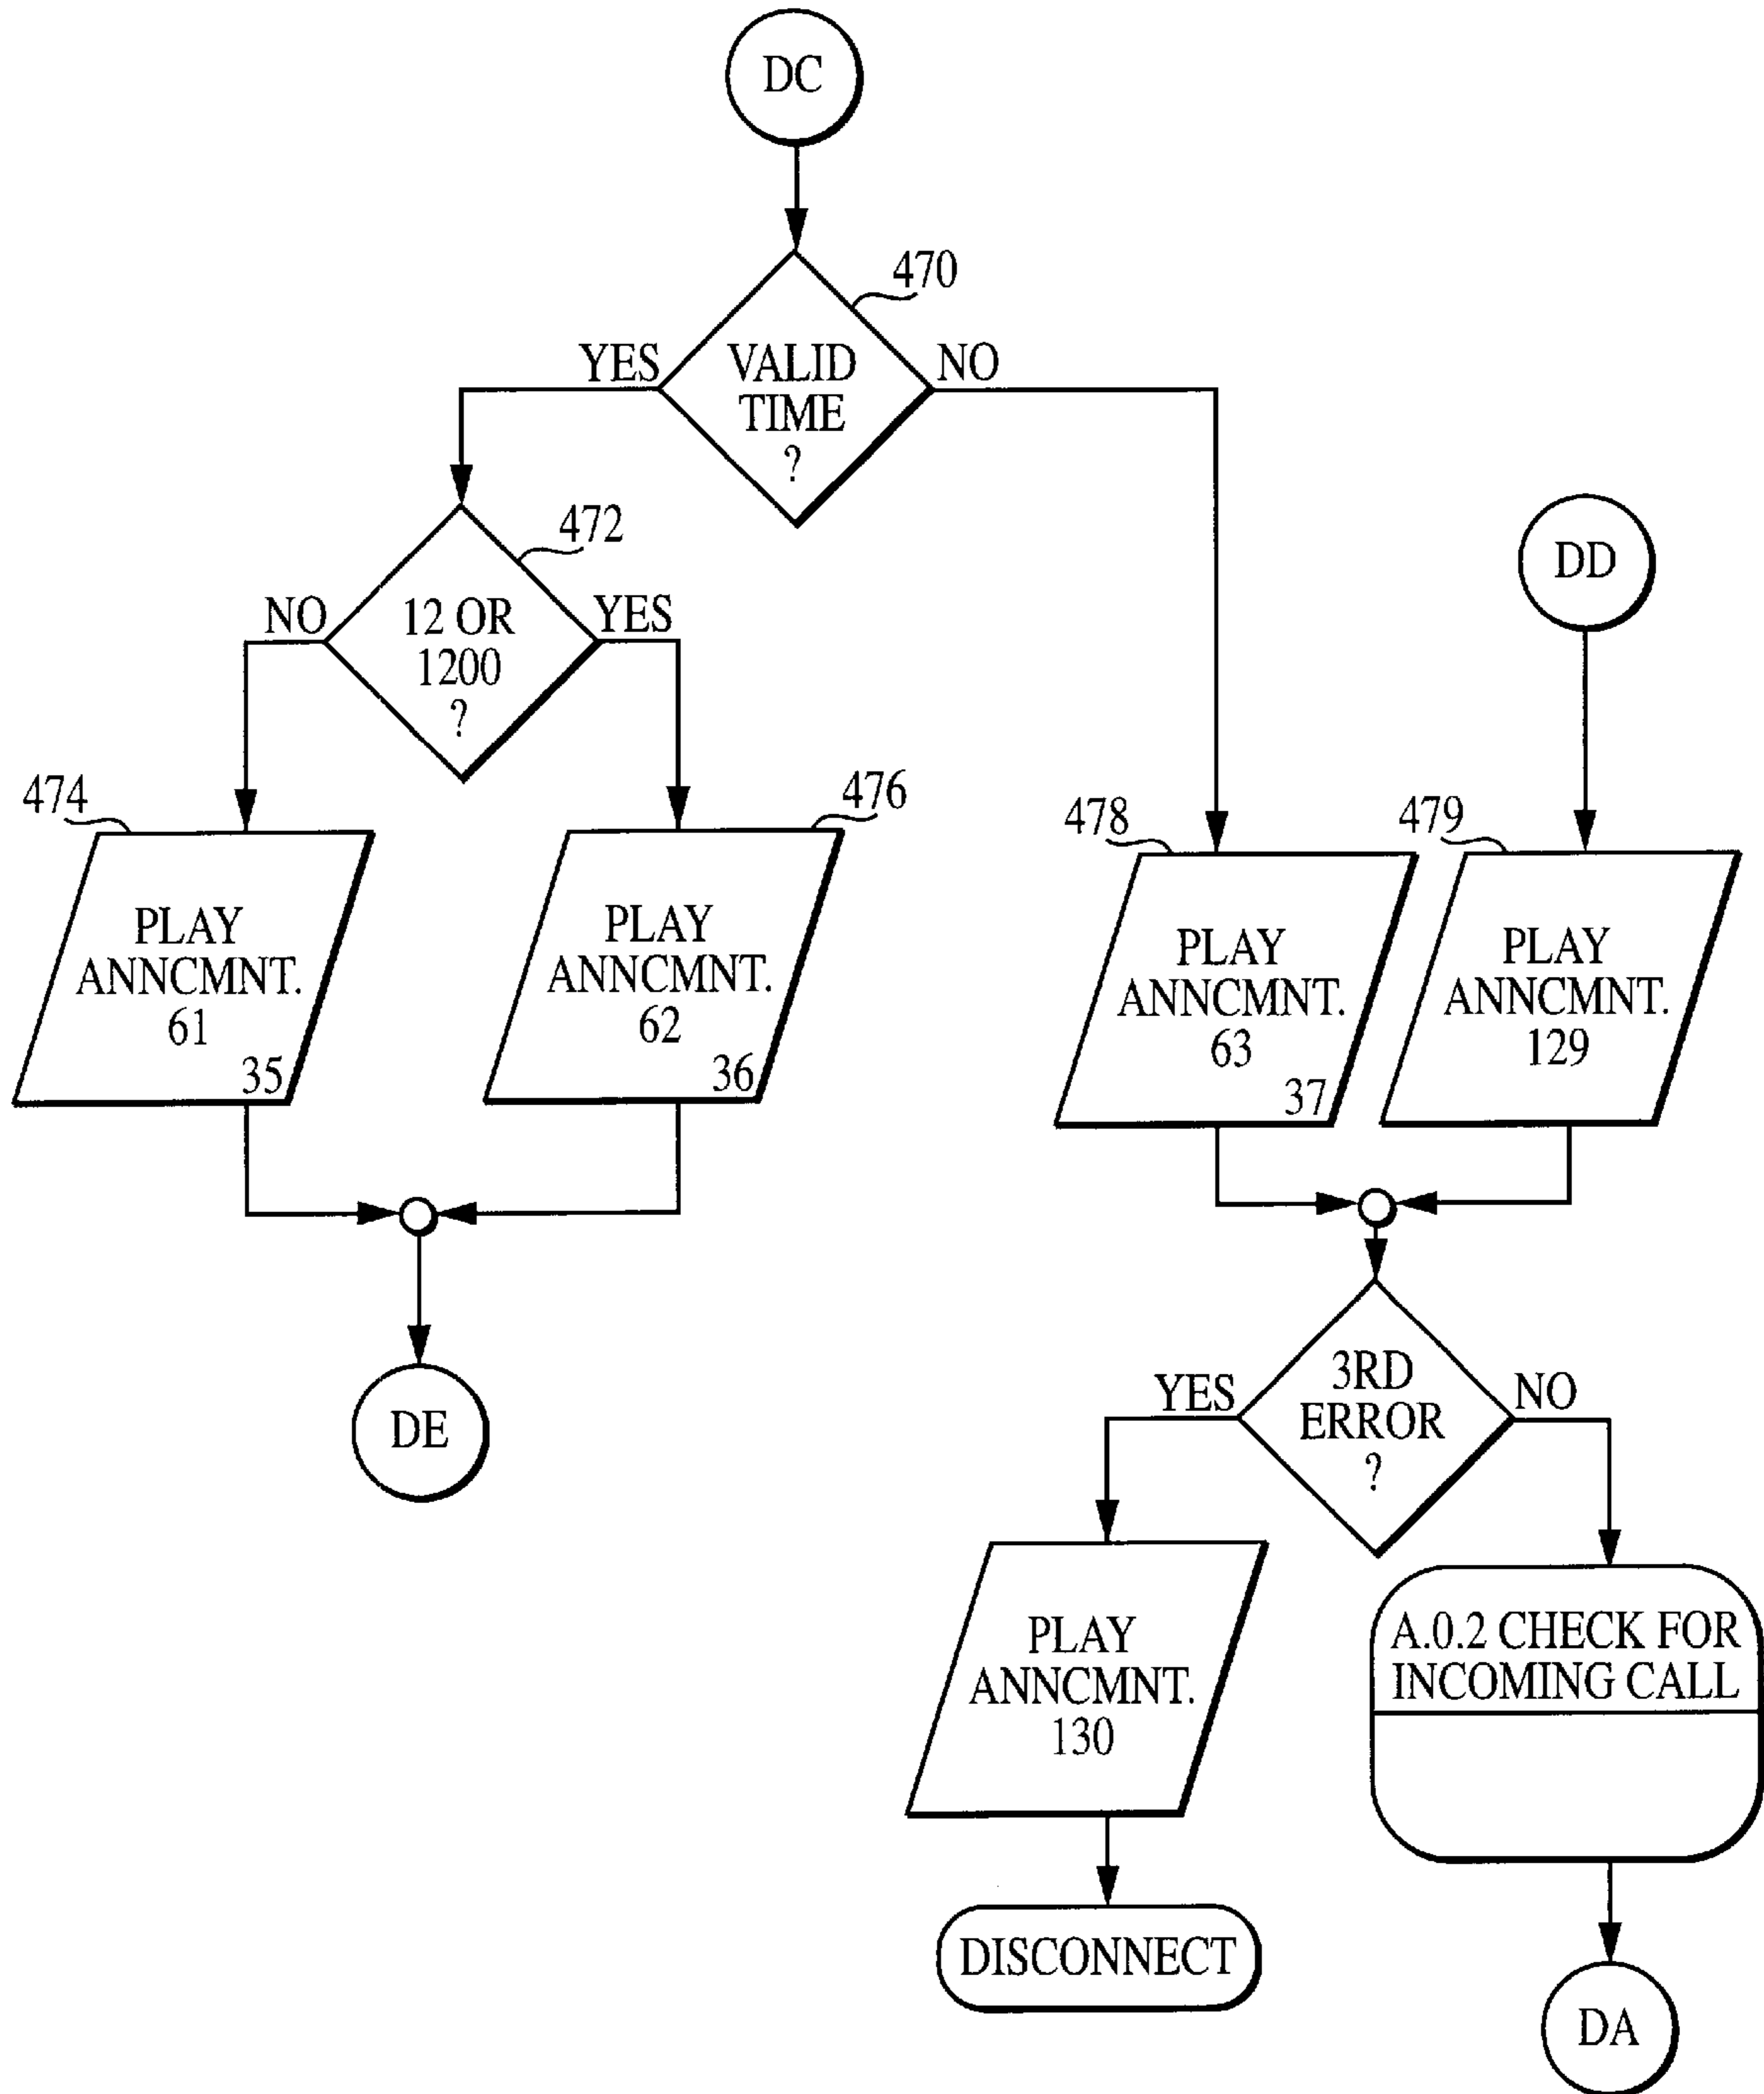 DC
470
YES
VALID
TIME
?
NO
472
NO
12 OR
1200
?
YES
DD
474
PLAY
ANNCMNT.
61
35
476
PLAY
ANNCMNT.
62
36
478
PLAY
ANNCMNT.
63
37
479
PLAY
ANNCMNT.
129
DE
YES
3RD
ERROR
?
NO
PLAY
ANNCMNT.
130
A.0.2 CHECK FOR
INCOMING CALL
DISCONNECT
DA